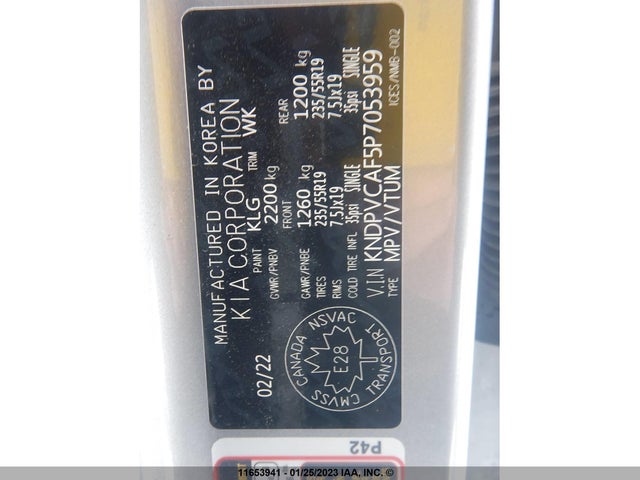 MANUFACTURED IN KOREA BY
KIA CORPORATION
02/22
PAINT KLG TRIM WK
GVWR/PNBV 2200 kg
FRONT REAR
GAWR/PNBE 1260 kg 1200 kg
TIRES 235/55R19 235/55R19
RIMS 7.5Jx19 7.5Jx19
COLD TIRE INFL 35psi SINGLE 35psi SINGLE
V.I.N KNDPVCAF5P7053959
TYPE MPV/VTUM ICES/NMB-002
CANADA NSVAC
E28
CMVSS TRANSPORT
P42
11653941 - 01/25/2023 IAA, INC. ©